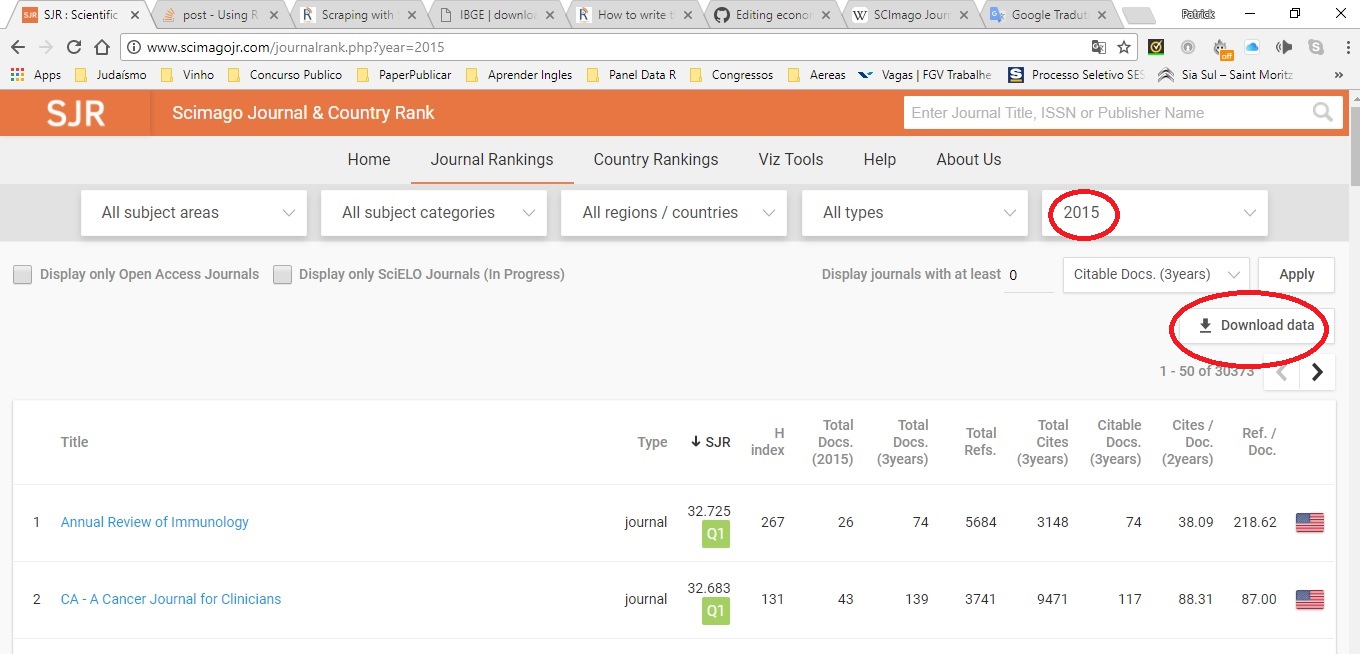 SJR : Scientific
post - Using R
Scraping with
IBGE | downlo
How to write t
Editing econor
SCImago Journ
Google Tradut
Patrick
www.scimagojr.com/journalrank.php?year=2015
off
Apps Judaísmo Vinho Concurso Publico PaperPublicar Aprender Ingles Panel Data R Congressos Aereas Vagas | FGV Trabalhe Processo Seletivo SES Sia Sul – Saint Moritz »
SJR Scimago Journal & Country Rank Enter Journal Title, ISSN or Publisher Name
Home Journal Rankings Country Rankings Viz Tools Help About Us
All subject areas All subject categories All regions / countries All types 2015
Display only Open Access Journals Display only SciELO Journals (In Progress) Display journals with at least 0 Citable Docs. (3years) Apply
Download data
1 - 50 of 30373
Title Type SJR H index Total Docs. (2015) Total Docs. (3years) Total Refs. Total Cites (3years) Citable Docs. (3years) Cites / Doc. (2years) Ref. / Doc.
1 Annual Review of Immunology journal 32.725 Q1 267 26 74 5684 3148 74 38.09 218.62
2 CA - A Cancer Journal for Clinicians journal 32.683 Q1 131 43 139 3741 9471 117 88.31 87.00